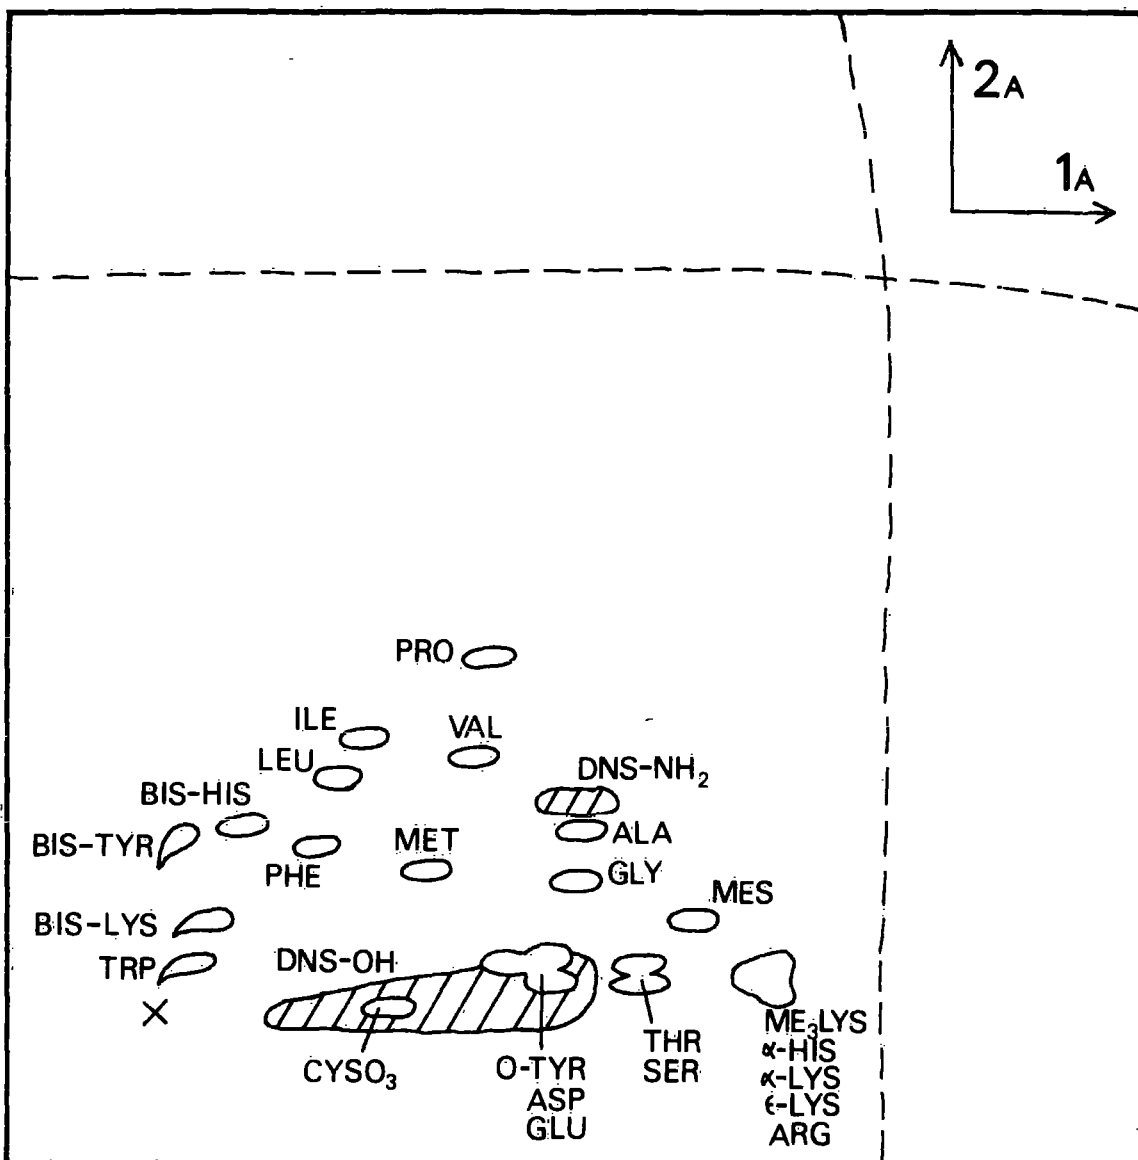 2A
1A
PRO
ILE
VAL
LEU
DNS-NH₂
BIS-HIS
BIS-TYR
MET
ALA
PHE
GLY
MES
BIS-LYS
TRP
DNS-OH
CYSO₃
O-TYR
ASP
GLU
THR
SER
ME₃LYS
α-HIS
α-LYS
ε-LYS
ARG